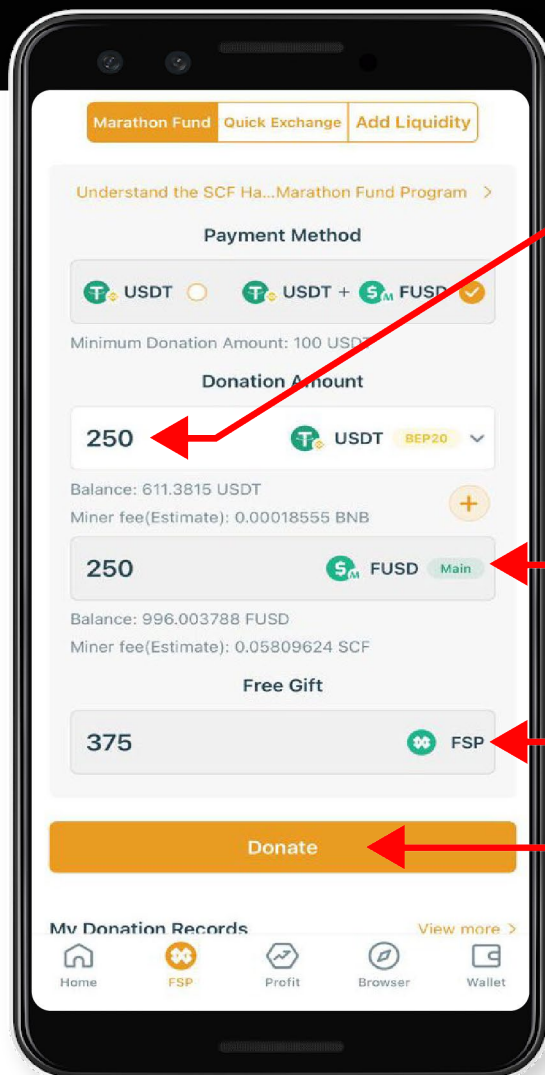 Marathon Fund Quick Exchange Add Liquidity
Understand the SCF Ha...Marathon Fund Program >
Payment Method
USDT USDT + FUSD
Minimum Donation Amount: 100 USDT
Donation Amount
250 USDT BEP20
Balance: 611.3815 USDT
Miner fee(Estimate): 0.00018555 BNB
250 FUSD Main
Balance: 996.003788 FUSD
Miner fee(Estimate): 0.05809624 SCF
Free Gift
375 FSP
Donate
My Donation Records View more >
Home FSP Profit Browser Wallet